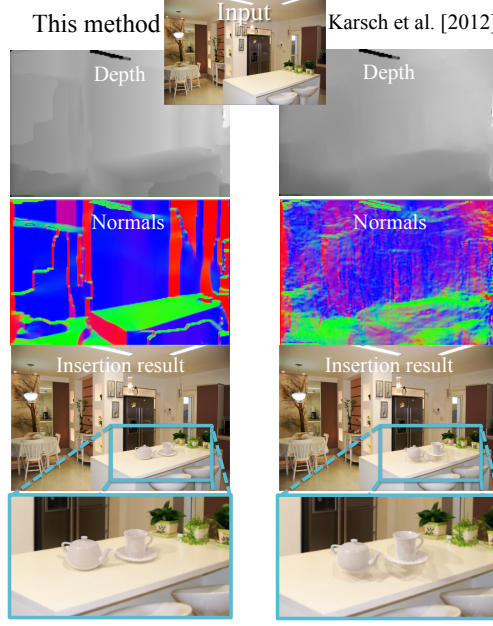 This method
Input
Karsch et al. [2012]
Depth
Depth
Normals
Normals
Insertion result
Insertion result